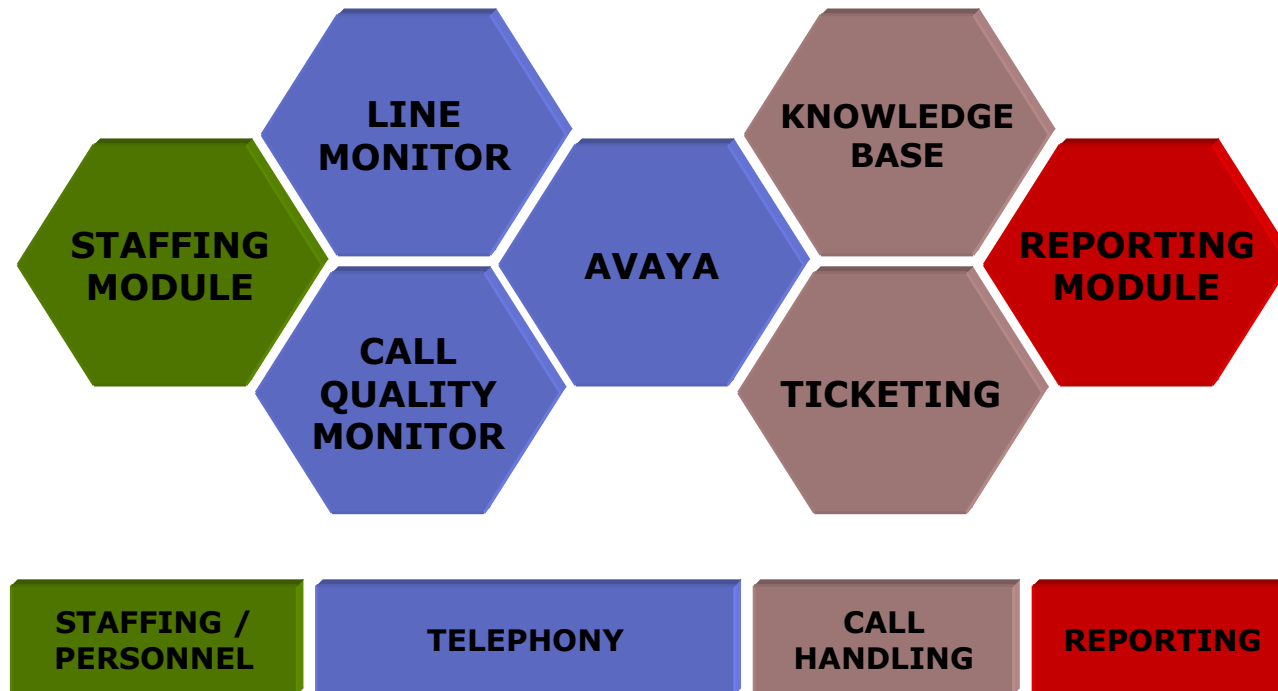 LINE
MONITOR
KNOWLEDGE
BASE
STAFFING
MODULE
AVAYA
REPORTING
MODULE
CALL
QUALITY
MONITOR
TICKETING
STAFFING /
PERSONNEL
TELEPHONY
CALL
HANDLING
REPORTING